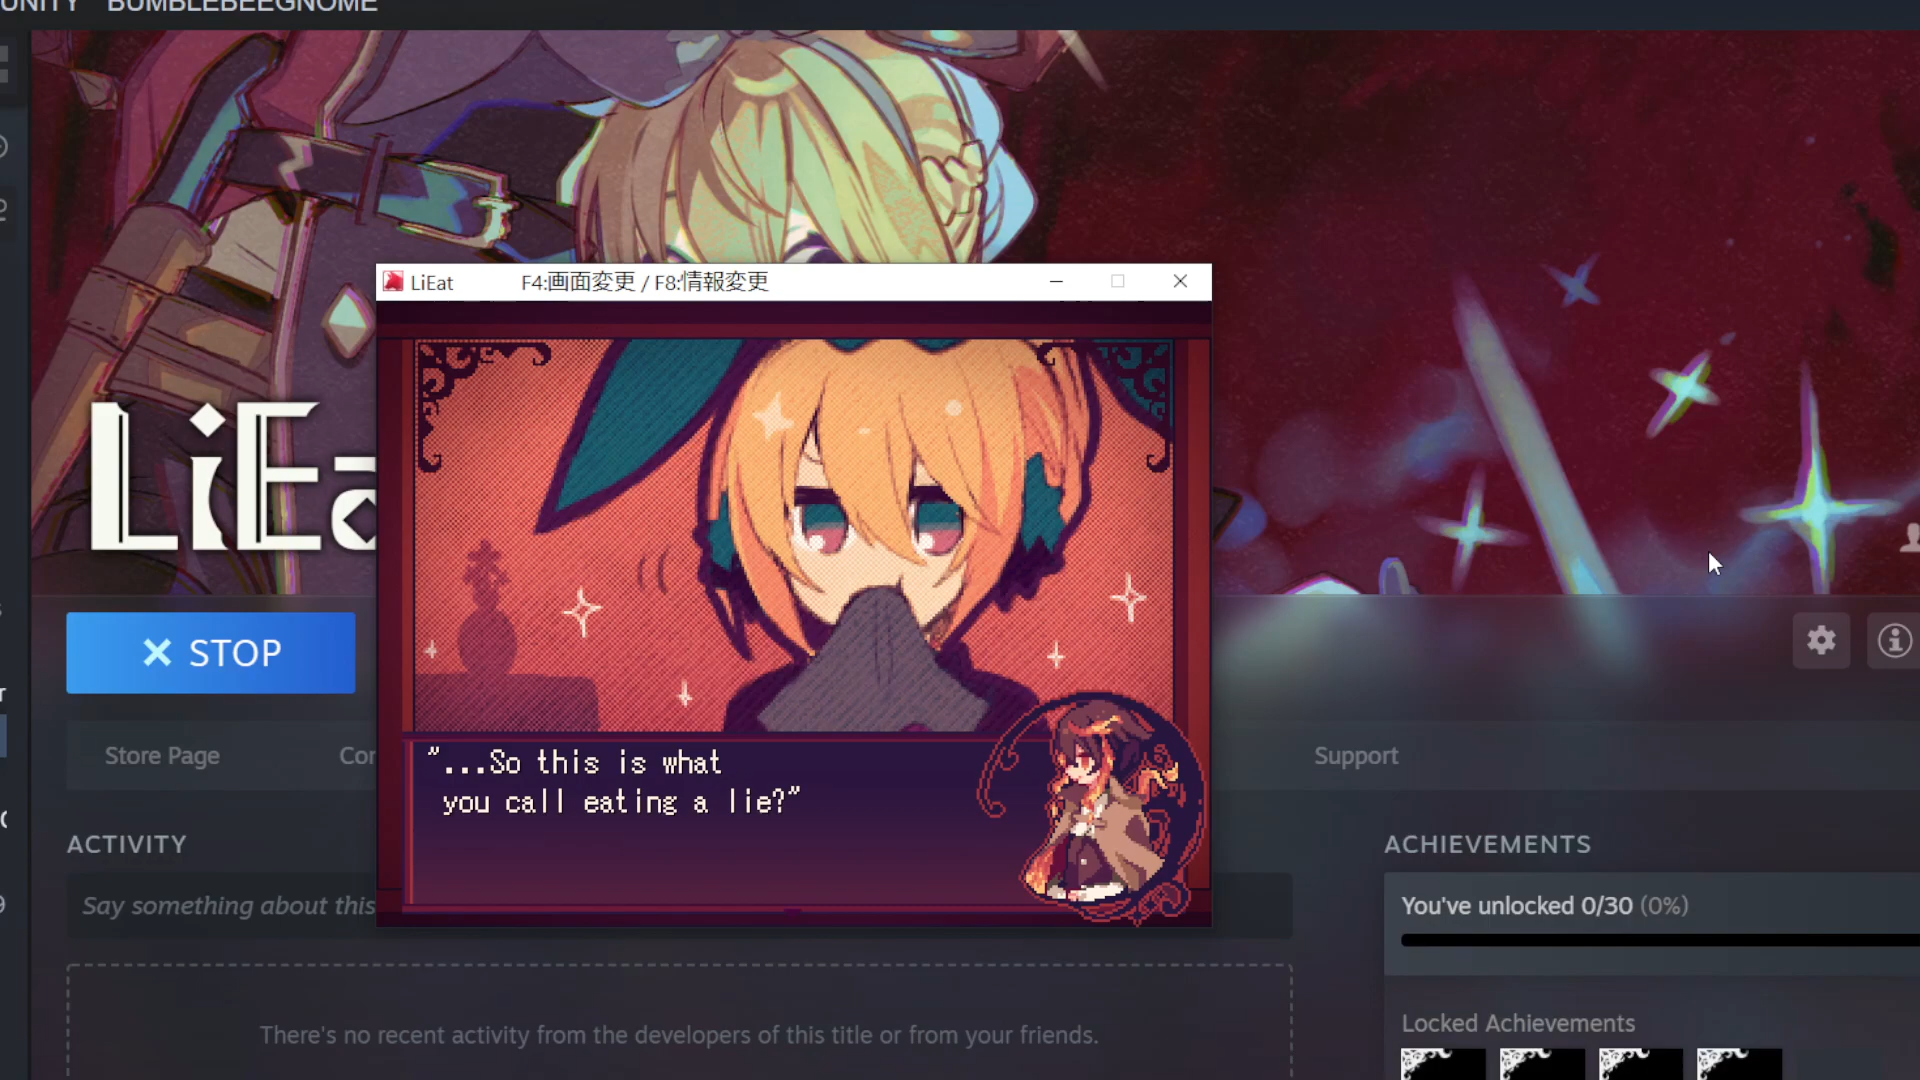 BUMBLEBEEGNOME
LiEat F4:画面変更 / F8:情報変更
STOP
Store Page
Support
"...So this is what
you call eating a lie?"
ACTIVITY
Say something about this
There's no recent activity from the developers of this title or from your friends.
ACHIEVEMENTS
You've unlocked 0/30 (0%)
Locked Achievements